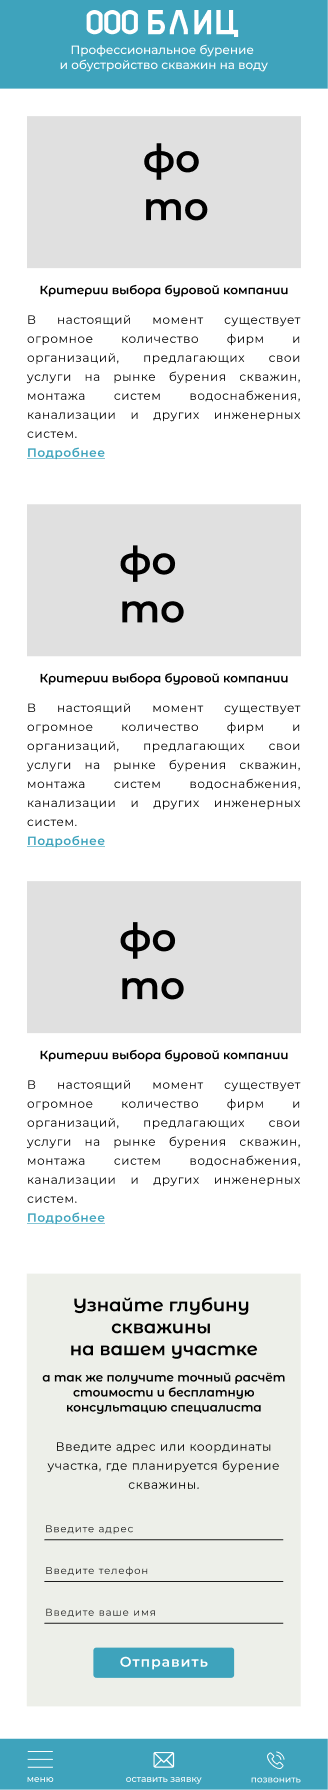 ООО БЛИЦ
Профессиональное бурение
и обустройство скважин на воду
фо
то
Критерии выбора буровой компании
В настоящий момент существует
огромное количество фирм и
организаций, предлагающих свои
услуги на рынке бурения скважин,
монтажа систем водоснабжения,
канализации и других инженерных
систем.
Подробнее
фо
то
Критерии выбора буровой компании
В настоящий момент существует
огромное количество фирм и
организаций, предлагающих свои
услуги на рынке бурения скважин,
монтажа систем водоснабжения,
канализации и других инженерных
систем.
Подробнее
фо
то
Критерии выбора буровой компании
В настоящий момент существует
огромное количество фирм и
организаций, предлагающих свои
услуги на рынке бурения скважин,
монтажа систем водоснабжения,
канализации и других инженерных
систем.
Подробнее
Узнайте глубину
скважины
на вашем участке
а так же получите точный расчёт
стоимости и бесплатную
консультацию специалиста
Введите адрес или координаты
участка, где планируется бурение
скважины.
Введите адрес
Введите телефон
Введите ваше имя
Отправить
меню
оставить заявку
позвонить